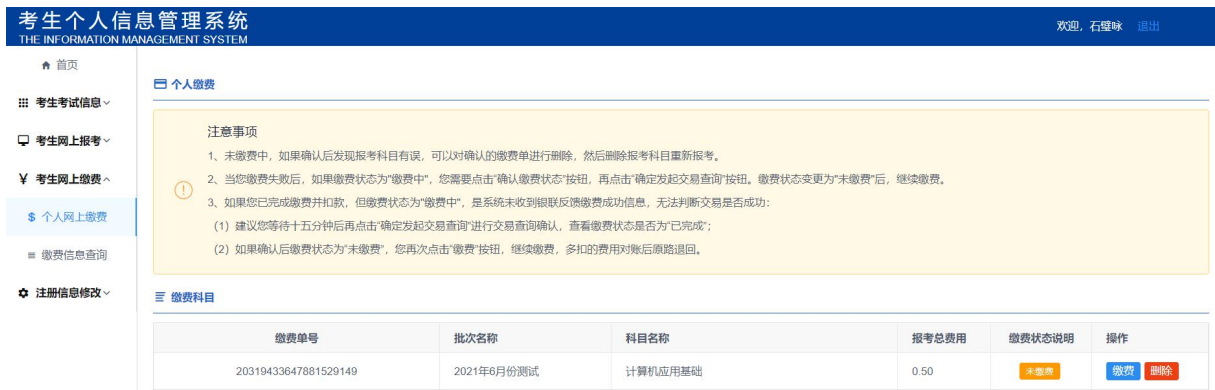 考生个人信息管理系统
THE INFORMATION MANAGEMENT SYSTEM
欢迎, 石璧咏 退出
首页
考生考试信息
考生网上报考
考生网上缴费
$ 个人网上缴费
缴费信息查询
注册信息修改
个人缴费
注意事项
1、未缴费中，如果确认后发现报考科目有误，可以对确认的缴费单进行删除，然后删除报考科目重新报考。
2、当您缴费失败后，如果缴费状态为"缴费中"，您需要点击"确认缴费状态"按钮，再点击"确定发起交易查询"按钮。缴费状态变更为"未缴费"后，继续缴费。
3、如果您已完成缴费并扣款，但缴费状态为"缴费中"，是系统未收到银联反馈缴费成功信息，无法判断交易是否成功：
(1) 建议您等待十五分钟后再点击"确定发起交易查询"进行交易查询确认，查看缴费状态是否为"已完成"；
(2) 如果确认后缴费状态为"未缴费"，您再次点击"缴费"按钮，继续缴费，多扣的费用对账后原路退回。
缴费科目
缴费单号 批次名称 科目名称 报考总费用 缴费状态说明 操作
20319433647881529149 2021年6月份测试 计算机应用基础 0.50 未缴费 缴费 删除